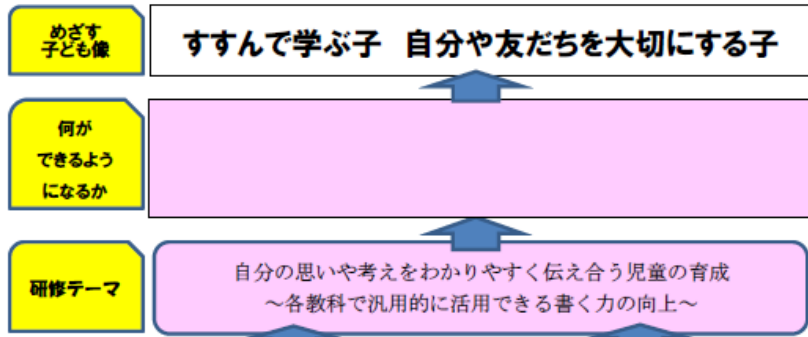 めざす
子ども像
すすんで学ぶ子 自分や友だちを大切にする子
何が
できるよう
になるか
研修テーマ
自分の思いや考えをわかりやすく伝え合う児童の育成
～各教科で汎用的に活用できる書く力の向上～